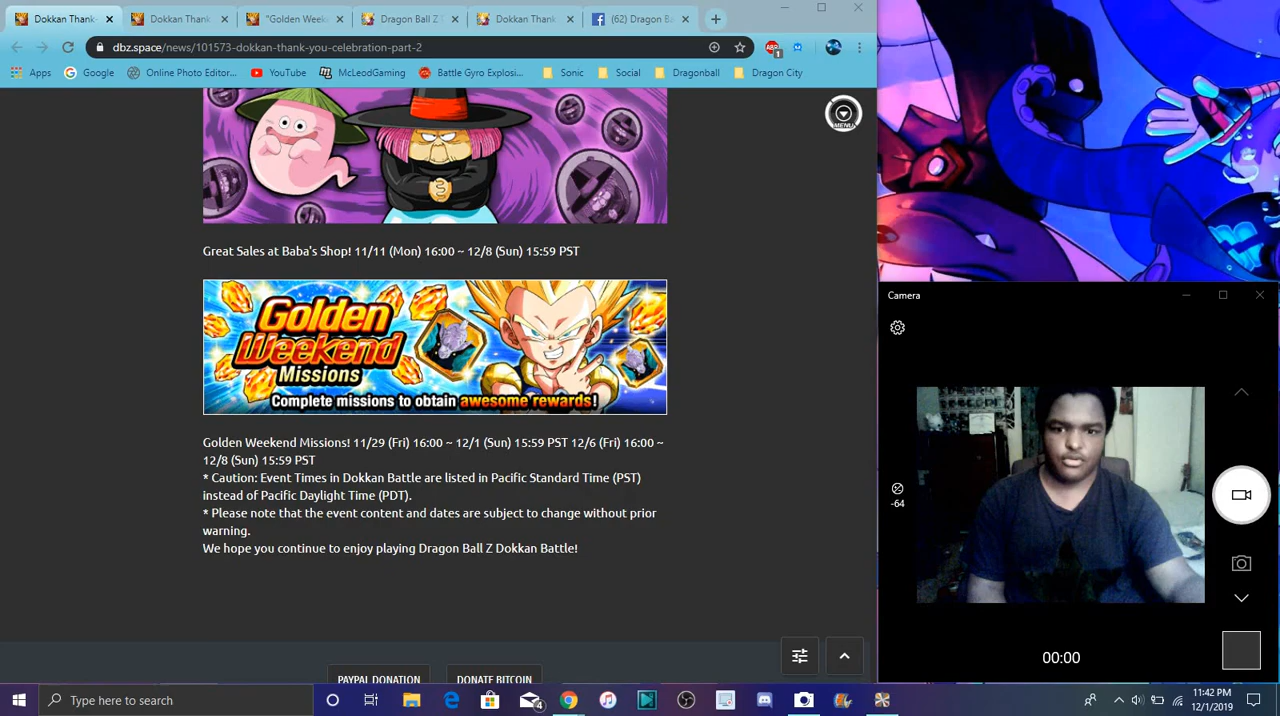 Dokkan Thank-
Dokkan Thank
"Golden Week
Dragon Ball Z
Dokkan Thank
(62) Dragon Ba
dbz.space/news/101573-dokkan-thank-you-celebration-part-2
ABP
1
Apps
Google
Online Photo Editor...
YouTube
McLeodGaming
Battle Gyro Explosi...
Sonic
Social
Dragonball
Dragon City
MENU
Great Sales at Baba's Shop! 11/11 (Mon) 16:00 ~ 12/8 (Sun) 15:59 PST
Golden
Weekend
Missions
Complete missions to obtain awesome rewards!
Golden Weekend Missions! 11/29 (Fri) 16:00 ~ 12/1 (Sun) 15:59 PST 12/6 (Fri) 16:00 ~
12/8 (Sun) 15:59 PST
* Caution: Event Times in Dokkan Battle are listed in Pacific Standard Time (PST)
instead of Pacific Daylight Time (PDT).
* Please note that the event content and dates are subject to change without prior
warning.
We hope you continue to enjoy playing Dragon Ball Z Dokkan Battle!
PAYPAL DONATION
DONATE BITCOIN
Camera
-64
00:00
Type here to search
4
11:42 PM
12/1/2019